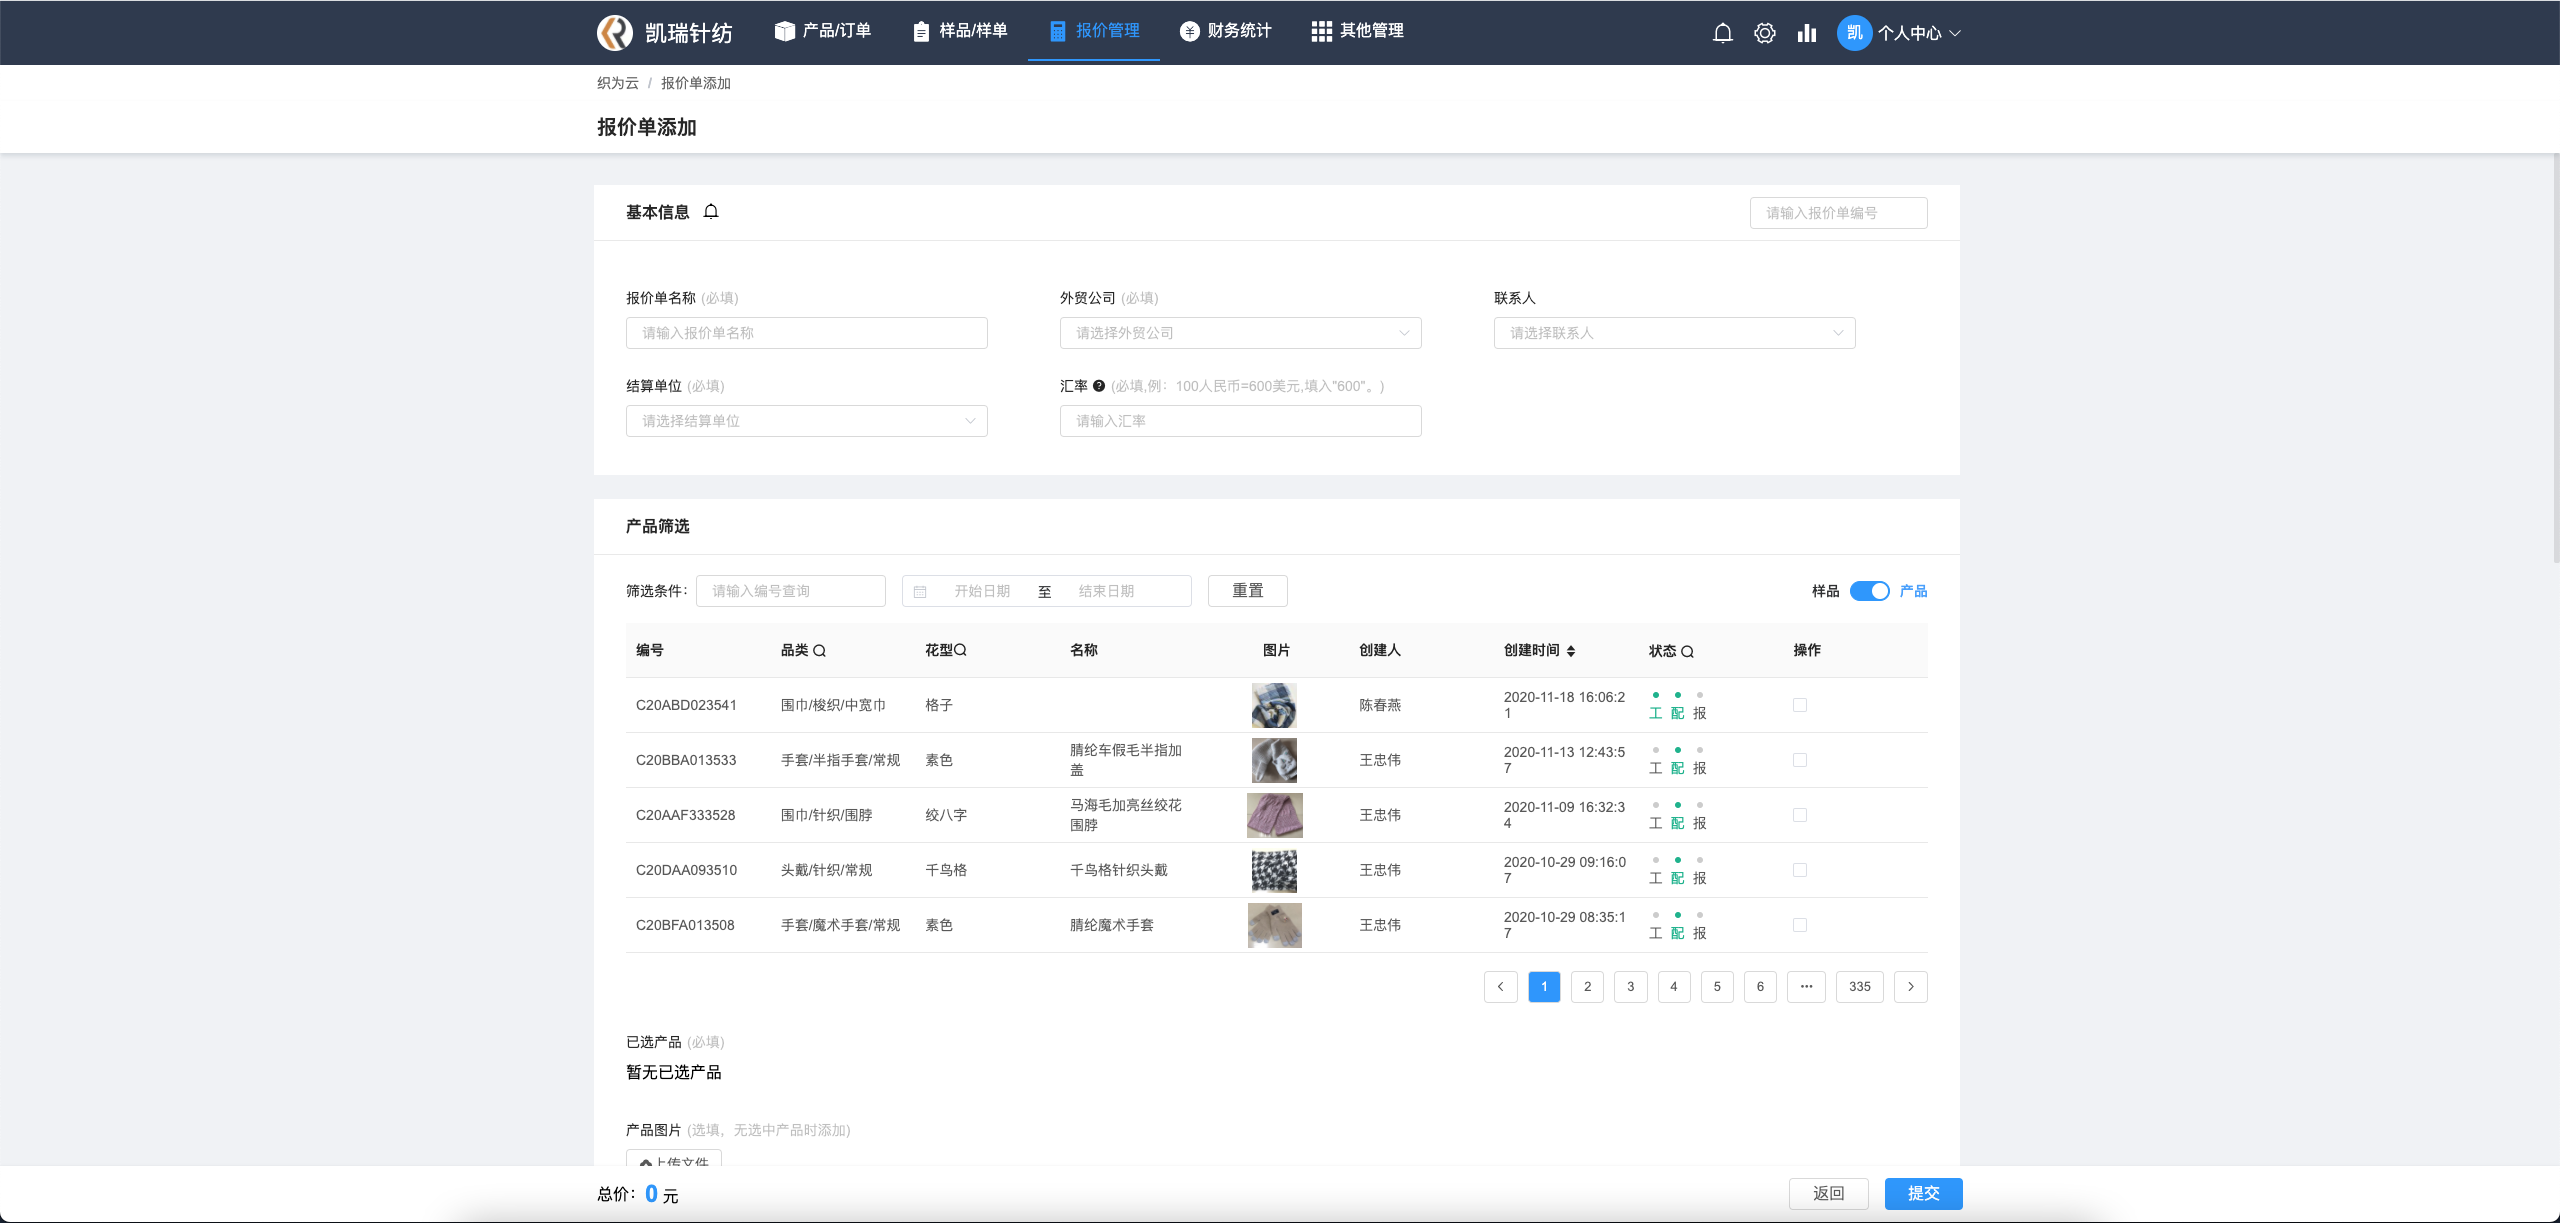 凯瑞针纺
产品/订单
样品/样单
报价管理
财务统计
其他管理
凯
个人中心
织为云 / 报价单添加
报价单添加
基本信息
请输入报价单编号
报价单名称 (必填)
外贸公司 (必填)
联系人
请输入报价单名称
请选择外贸公司
请选择联系人
结算单位 (必填)
汇率 (必填,例：100人民币=600美元,填入"600"。)
请选择结算单位
请输入汇率
产品筛选
筛选条件：
请输入编号查询
开始日期 至 结束日期
重置
样品 产品
编号 品类 花型 名称 图片 创建人 创建时间 状态 操作
C20ABD023541 围巾/梭织/中宽巾 格子 陈春燕 2020-11-18 16:06:2
1
工 配 报
C20BBA013533 手套/半指手套/常规 素色 腈纶车假毛半指加
盖
王忠伟 2020-11-13 12:43:5
7
工 配 报
C20AAF333528 围巾/针织/围脖 绞八字 马海毛加亮丝绞花
围脖
王忠伟 2020-11-09 16:32:3
4
工 配 报
C20DAA093510 头戴/针织/常规 千鸟格 千鸟格针织头戴 王忠伟 2020-10-29 09:16:0
7
工 配 报
C20BFA013508 手套/魔术手套/常规 素色 腈纶魔术手套 王忠伟 2020-10-29 08:35:1
7
工 配 报
1 2 3 4 5 6 ··· 335
已选产品 (必填)
暂无已选产品
产品图片 (选填，无选中产品时添加)
上传文件
总价： 0 元
返回
提交